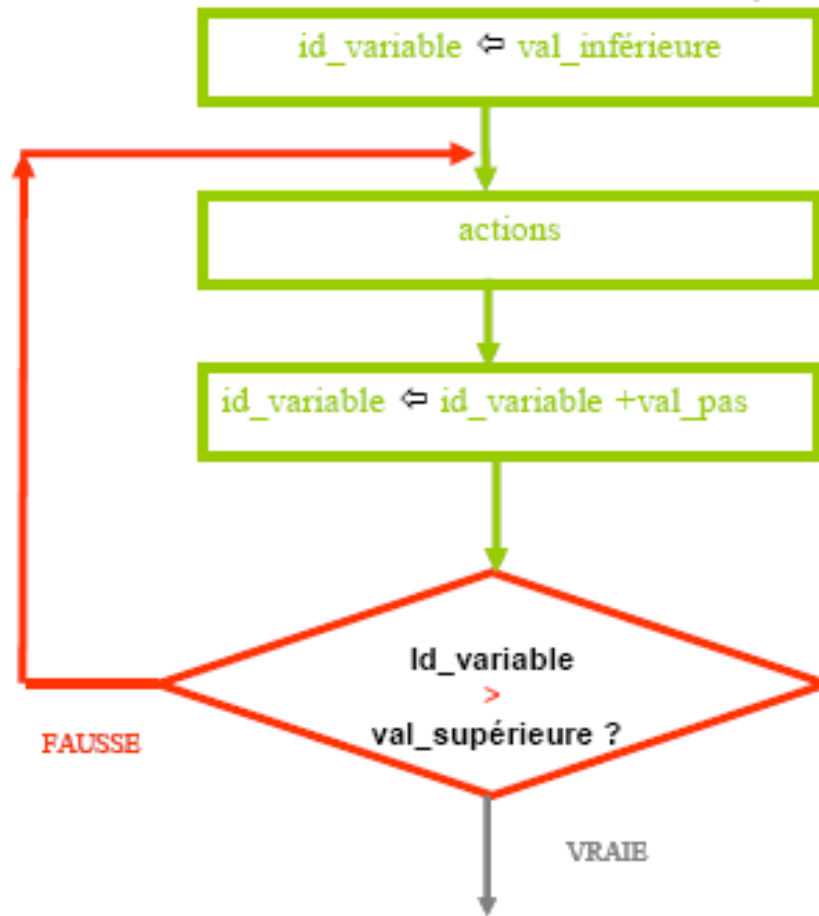 id_variable ⇦ val_inférieure
actions
id_variable ⇦ id_variable +val_pas
Id_variable
>
val_supérieure ?
FAUSSE
VRAIE